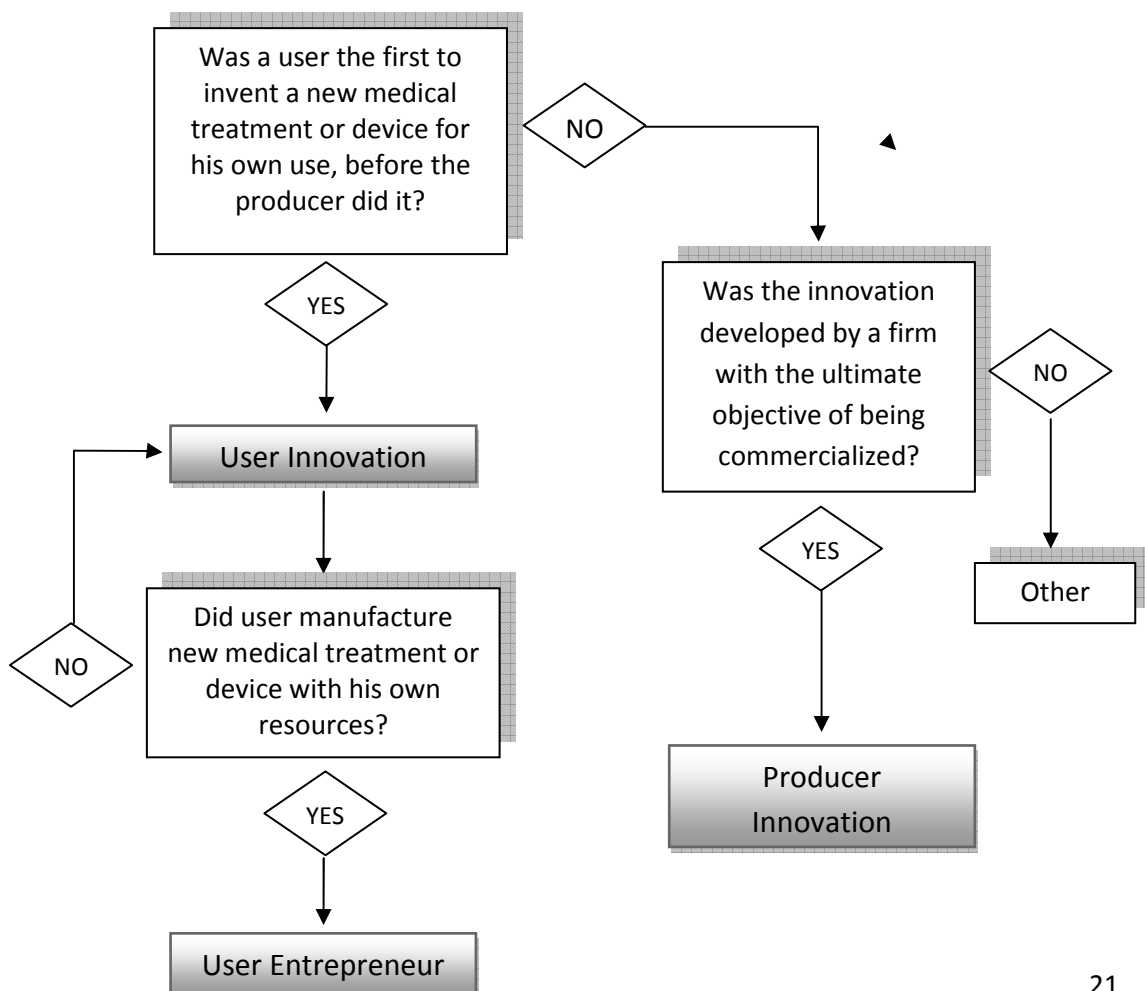 Was a user the first to
invent a new medical
treatment or device for
his own use, before the
producer did it?
NO
YES
Was the innovation
developed by a firm
with the ultimate
objective of being
commercialized?
NO
User Innovation
YES
Other
Did user manufacture
new medical treatment or
device with his own
resources?
NO
Producer
Innovation
YES
User Entrepreneur
21